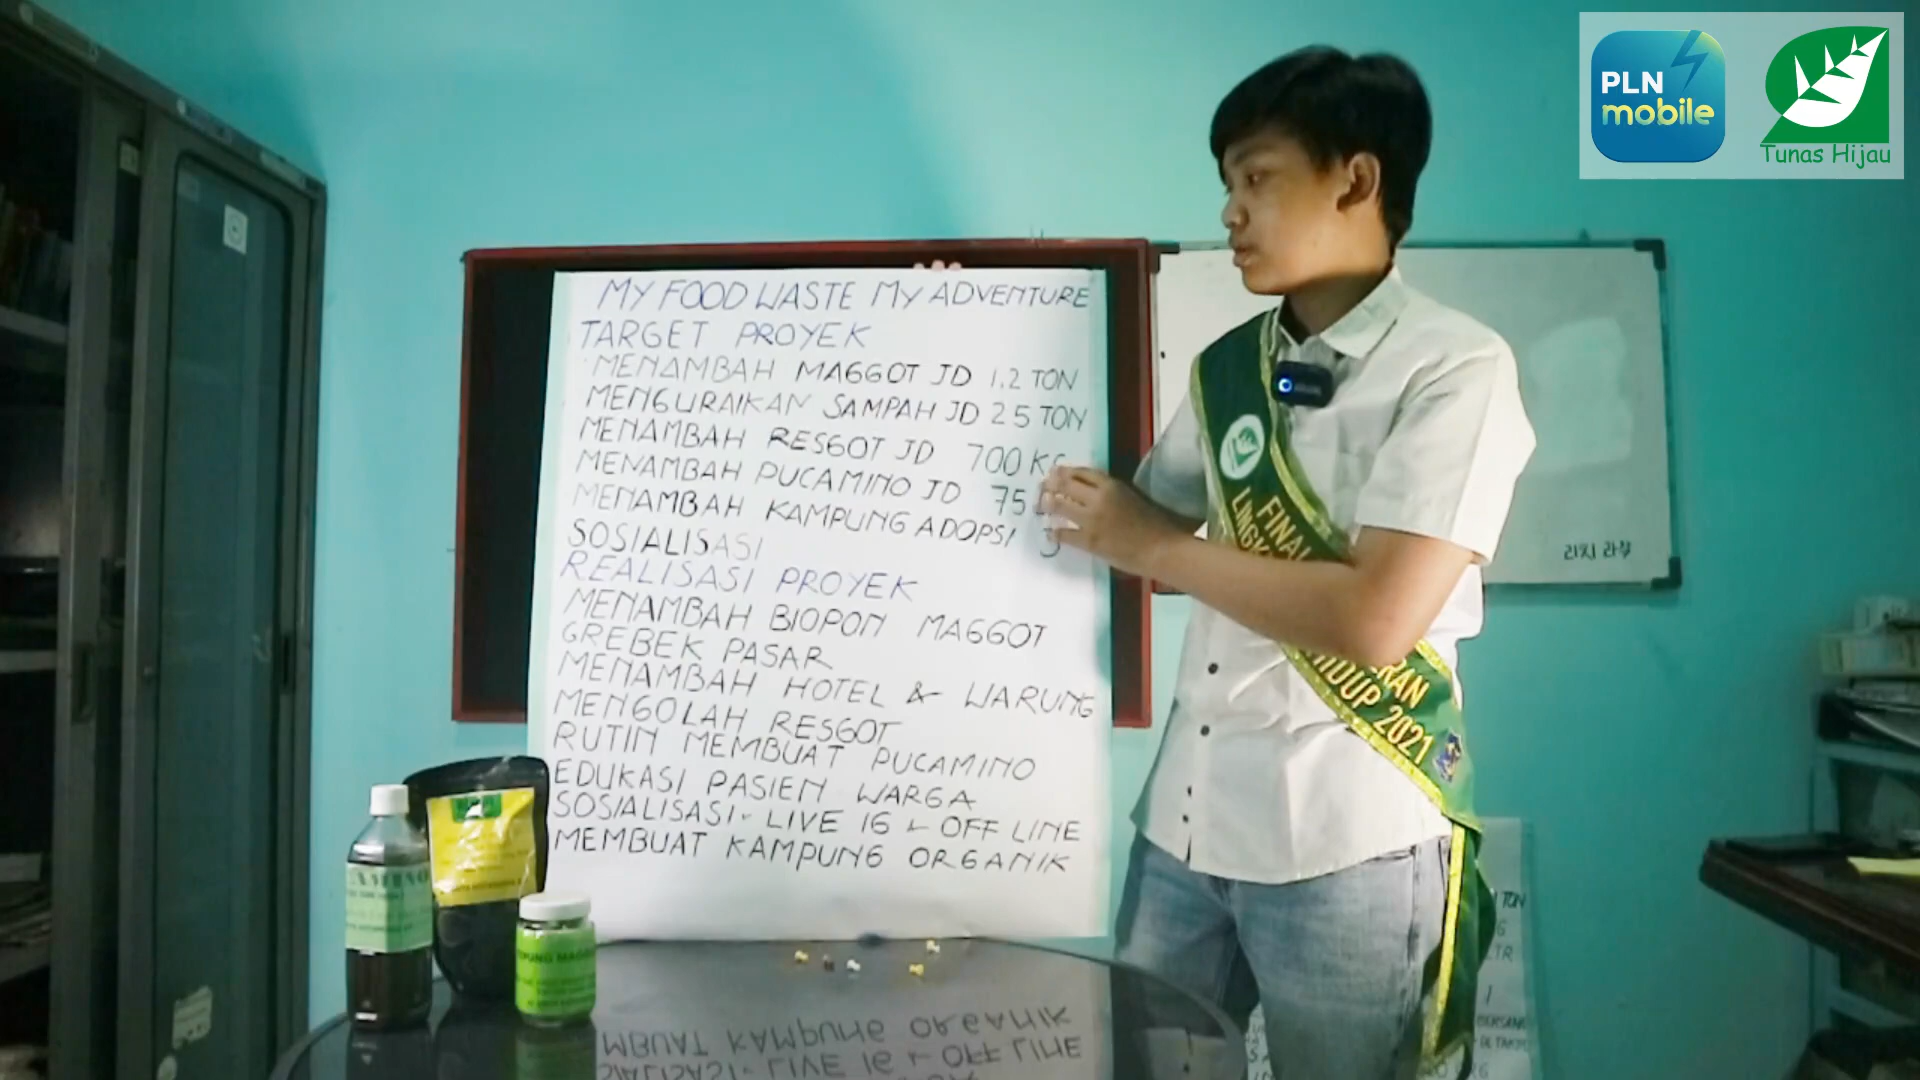 PLN
mobile
Tunas Hijau
MY FOOD WASTE MY ADVENTURE
TARGET PROYEK
MENAMBAH MAGGOT JD 1.2 TON
MENGURAIKAN SAMPAH JD 25 TON
MENAMBAH RESGOT JD 700 KG
MENAMBAH PUCAMINO JD 75
MENAMBAH KAMPUNG ADOPSI
SOSIALISASI
REALISASI PROYEK
MENAMBAH BIOPON MAGGOT
GREBEK PASAR
MENAMBAH HOTEL & WARUNG
MENGOLAH RESGOT
RUTIN MEMBUAT PUCAMINO
EDUKASI PASIEN WARGA
SOSIALISASI LIVE IG & OFF LINE
MEMBUAT KAMPUNG ORGANIK
HIDUP 2021
TON